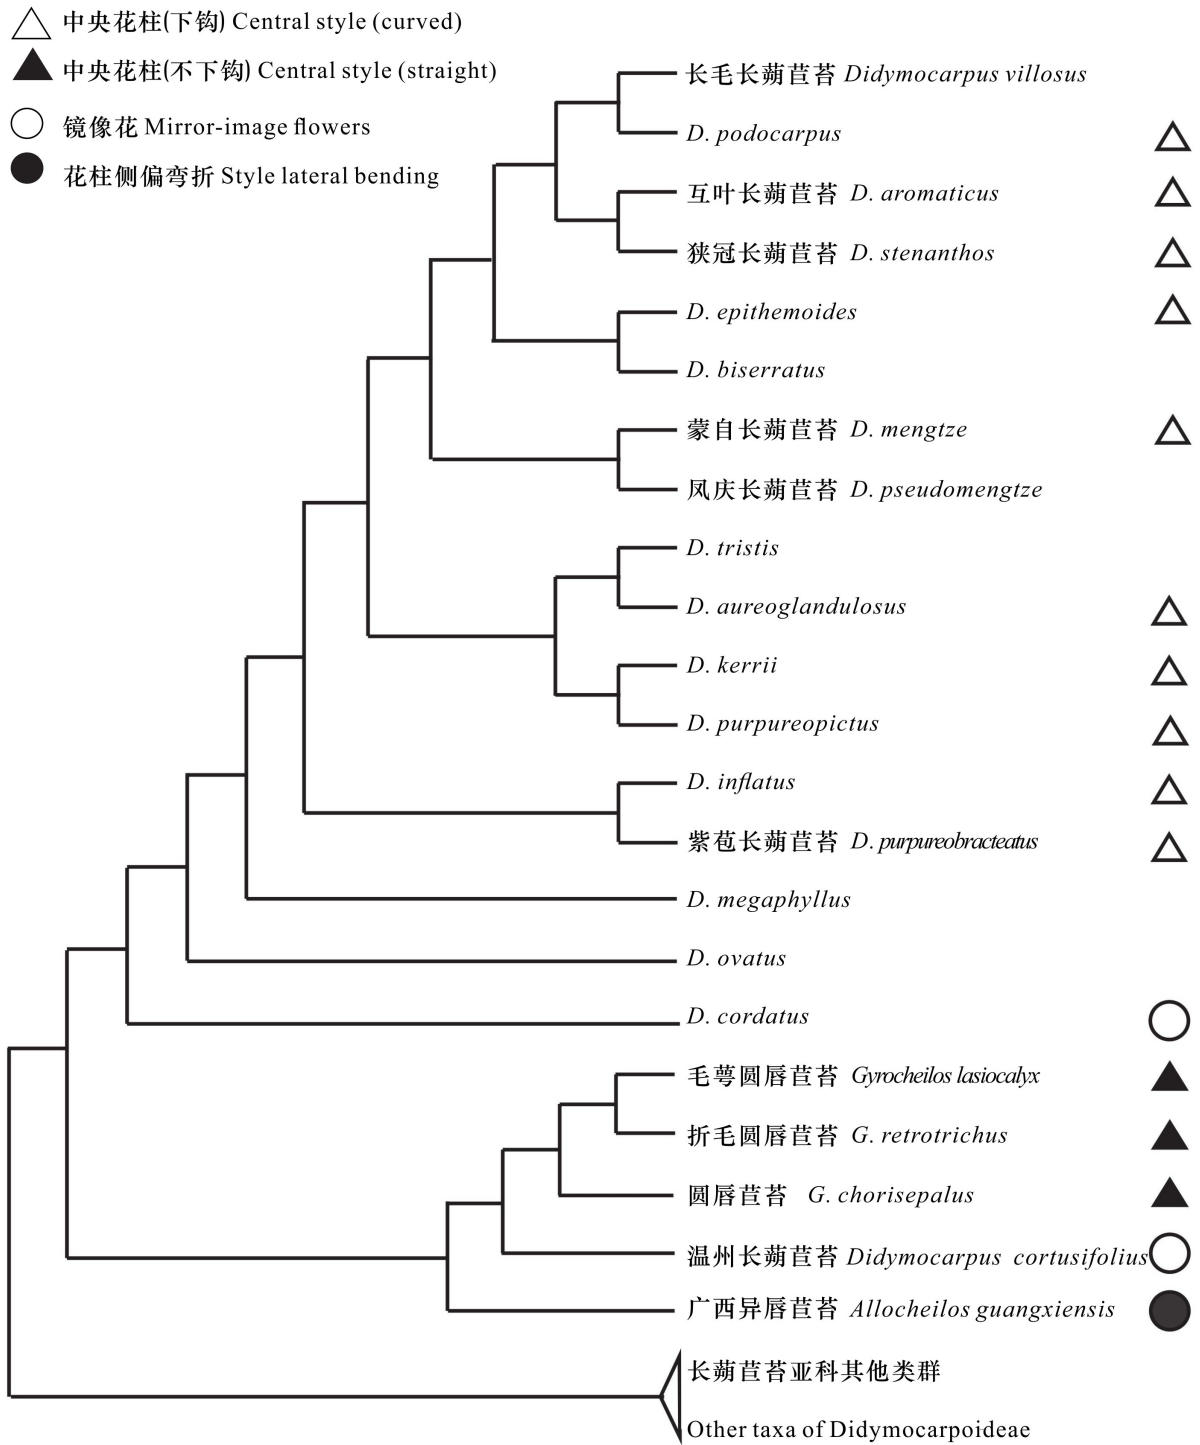 中央花柱(下钩) Central style (curved)
中央花柱(不下钩) Central style (straight)
镜像花 Mirror-image flowers
花柱侧偏弯折 Style lateral bending
长毛长蒴苣苔 Didymocarpus villosus
D. podocarpus
互叶长蒴苣苔 D. aromaticus
狭冠长蒴苣苔 D. stenanthos
D. epithemoides
D. biserratus
蒙自长蒴苣苔 D. mengtze
凤庆长蒴苣苔 D. pseudomengtze
D. tristis
D. aureoglandulosus
D. kerrii
D. purpureopictus
D. inflatus
紫苞长蒴苣苔 D. purpureobracteatus
D. megaphyllus
D. ovatus
D. cordatus
毛萼圆唇苣苔 Gyrocheilos lasiocalyx
折毛圆唇苣苔 G. retrotrichus
圆唇苣苔 G. chorisepalus
温州长蒴苣苔 Didymocarpus cortusifolius
广西异唇苣苔 Allocheilos guangxiensis
长蒴苣苔亚科其他类群
Other taxa of Didymocarpoideae